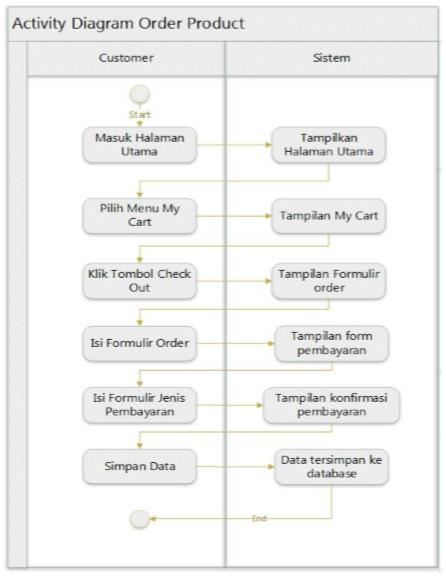 Activity Diagram Order Product
Customer
Sistem
Start
Masuk Halaman
Utama
Tampilkan
Halaman Utama
Pilih Menu My
Cart
Tampilan My Cart
Klik Tombol Check
Out
Tampilan Formulir
order
Isi Formulir Order
Tampilan form
pembayaran
Isi Formulir Jenis
Pembayaran
Tampilan konfirmasi
pembayaran
Simpan Data
Data tersimpan ke
database
End